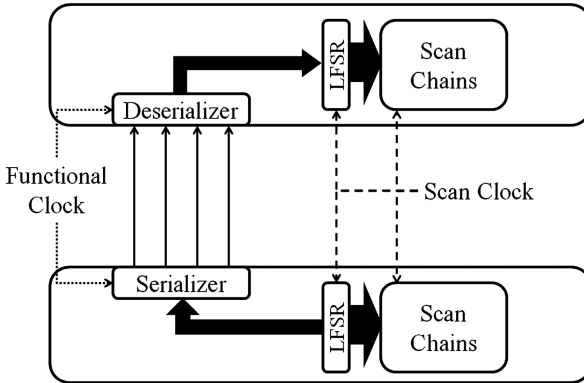 LFSR
Scan
Chains
Deserializer
Functional
Clock
Scan Clock
Serializer
LFSR
Scan
Chains